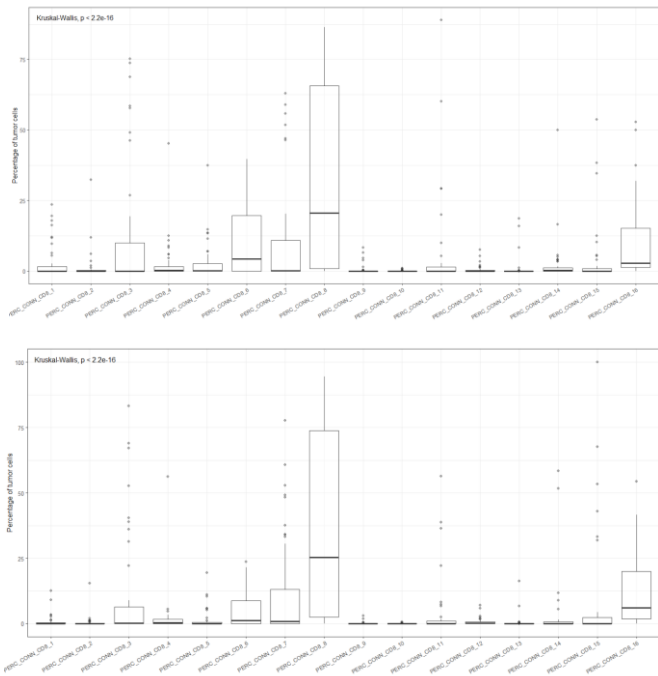 Kruskal-Wallis, p < 2.2e-16
Percentage of tumor cells
75
50
25
0
PERC_CONN_CD8_1
PERC_CONN_CD8_2
PERC_CONN_CD8_3
PERC_CONN_CD8_4
PERC_CONN_CD8_5
PERC_CONN_CD8_6
PERC_CONN_CD8_7
PERC_CONN_CD8_8
PERC_CONN_CD8_9
PERC_CONN_CD8_10
PERC_CONN_CD8_11
PERC_CONN_CD8_12
PERC_CONN_CD8_13
PERC_CONN_CD8_14
PERC_CONN_CD8_15
PERC_CONN_CD8_16
Kruskal-Wallis, p < 2.2e-16
Percentage of tumor cells
100
75
50
25
0
PERC_CONN_CD8_1
PERC_CONN_CD8_2
PERC_CONN_CD8_3
PERC_CONN_CD8_4
PERC_CONN_CD8_5
PERC_CONN_CD8_6
PERC_CONN_CD8_7
PERC_CONN_CD8_8
PERC_CONN_CD8_9
PERC_CONN_CD8_10
PERC_CONN_CD8_11
PERC_CONN_CD8_12
PERC_CONN_CD8_13
PERC_CONN_CD8_14
PERC_CONN_CD8_15
PERC_CONN_CD8_16